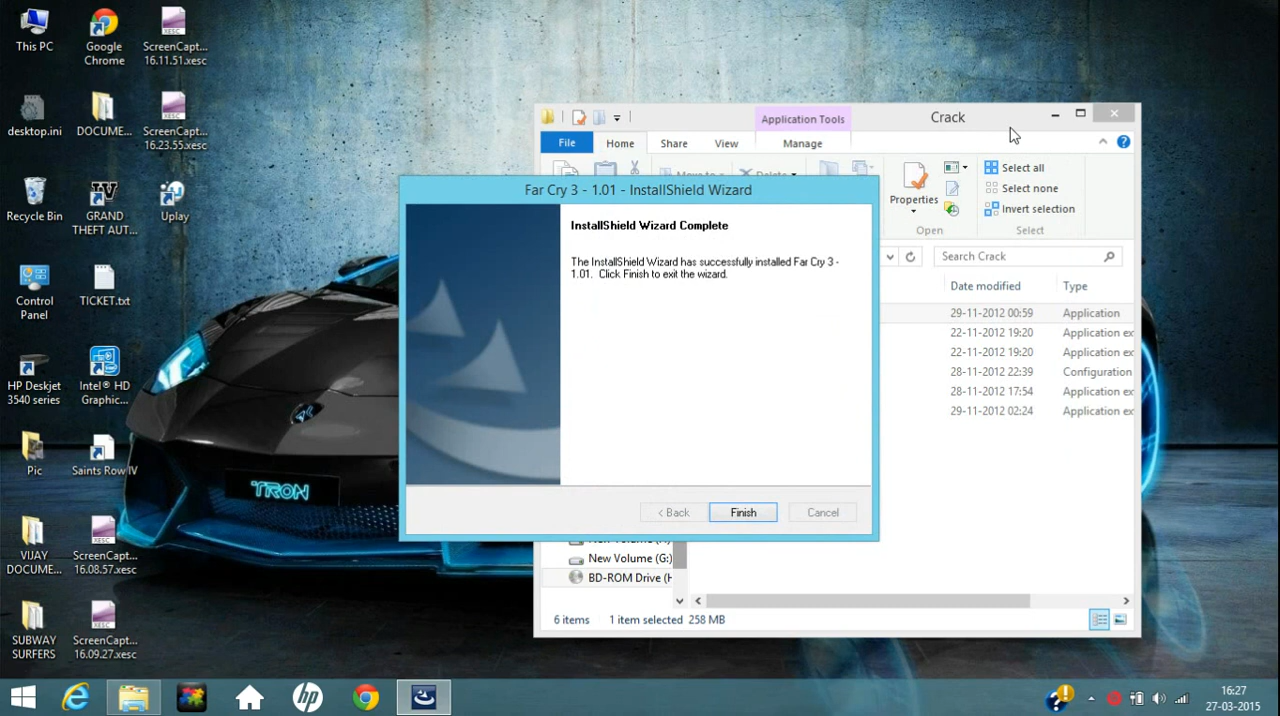 This PC
Google Chrome
ScreenCapt... 16.11.51.xesc
desktop.ini
DOCUME...
ScreenCapt... 16.23.55.xesc
Recycle Bin
GRAND THEFT AUT...
Uplay
Control Panel
TICKET.txt
HP Deskjet 3540 series
Intel® HD Graphic...
Pic
Saints Row IV
VIJAY DOCUME...
ScreenCapt... 16.08.57.xesc
SUBWAY SURFERS
ScreenCapt... 16.09.27.xesc
TRON
Application Tools
Crack
File
Home
Share
View
Manage
Properties
Select all
Select none
Invert selection
Open
Select
Search Crack
Date modified
Type
29-11-2012 00:59 Application
22-11-2012 19:20 Application ex
22-11-2012 19:20 Application ex
28-11-2012 22:39 Configuration
28-11-2012 17:54 Application ex
29-11-2012 02:24 Application ex
Far Cry 3 - 1.01 - InstallShield Wizard
InstallShield Wizard Complete
The InstallShield Wizard has successfully installed Far Cry 3 -
1.01. Click Finish to exit the wizard.
< Back
Finish
Cancel
New Volume (G:)
BD-ROM Drive (H
6 items
1 item selected 258 MB
16:27
27-03-2015